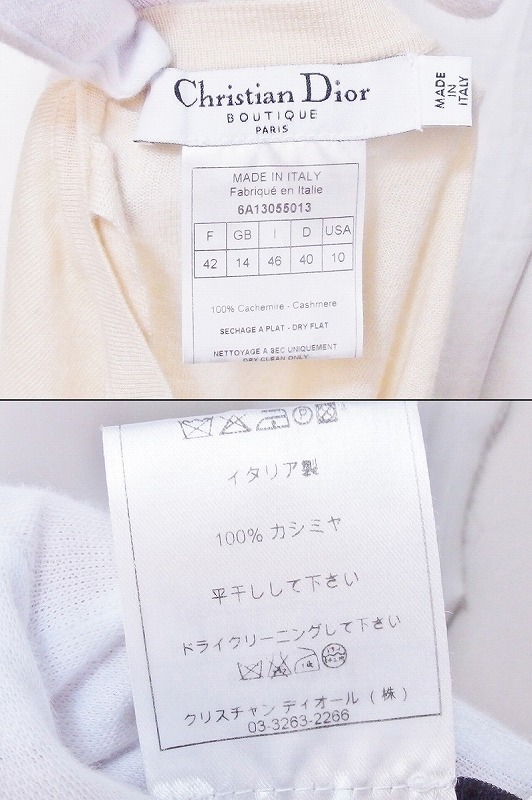 Christian Dior
BOUTIQUE
PARIS
MADE
IN
ITALY
MADE IN ITALY
Fabriqué en Italie
6A13055013
F GB I D USA
42 14 46 40 10
100% Cachemire - Cashmere
SECHAGE A PLAT - DRY FLAT
NETTOYAGE A SEC UNIQUEMENT
DRY CLEAN ONLY
イタリア製
100% カシミヤ
平干しして下さい
ドライクリーニングして下さい
クリスチャン ディオール (株)
03-3263-2266